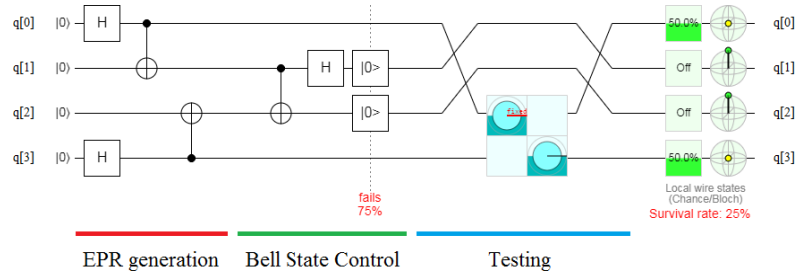 q[0] |0⟩ H 50.0% q[0]
q[1] |0⟩ H |0> Off q[1]
q[2] |0⟩ |0> fixed Off q[2]
q[3] |0⟩ H 50.0% q[3]
fails
75%
Local wire states
(Chance/Bloch)
Survival rate: 25%
EPR generation Bell State Control Testing